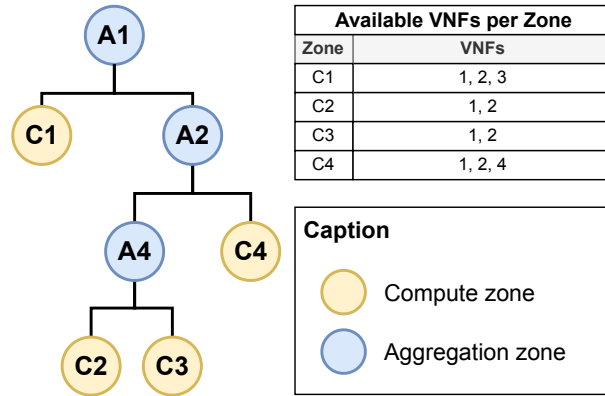 A1
C1
A2
A4
C4
C2
C3
Available VNFs per Zone
Zone VNFs
C1 1, 2, 3
C2 1, 2
C3 1, 2
C4 1, 2, 4
Caption
Compute zone
Aggregation zone